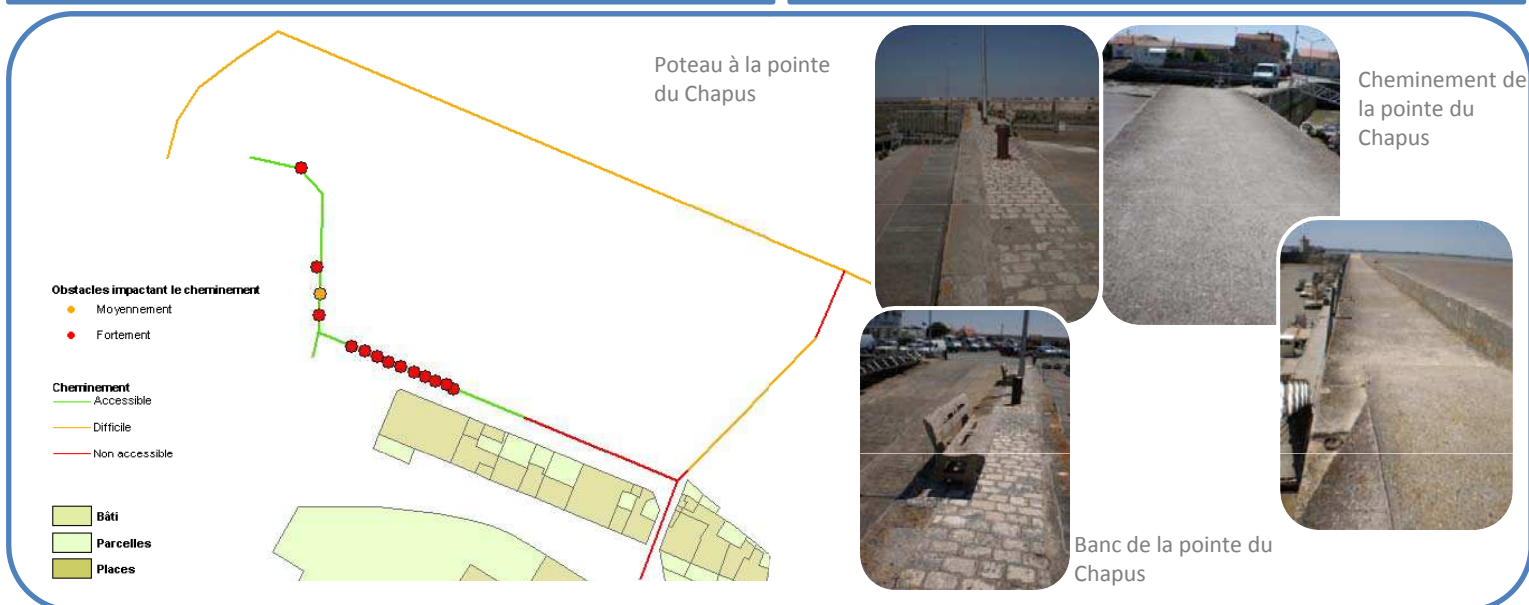 Poteau à la pointe
du Chapus
Cheminement de
la pointe du
Chapus
Obstacles impactant le cheminement
Moyennement
Fortement
Cheminement
Accessible
Difficile
Non accessible
Bâti
Parcelles
Places
Banc de la pointe du
Chapus